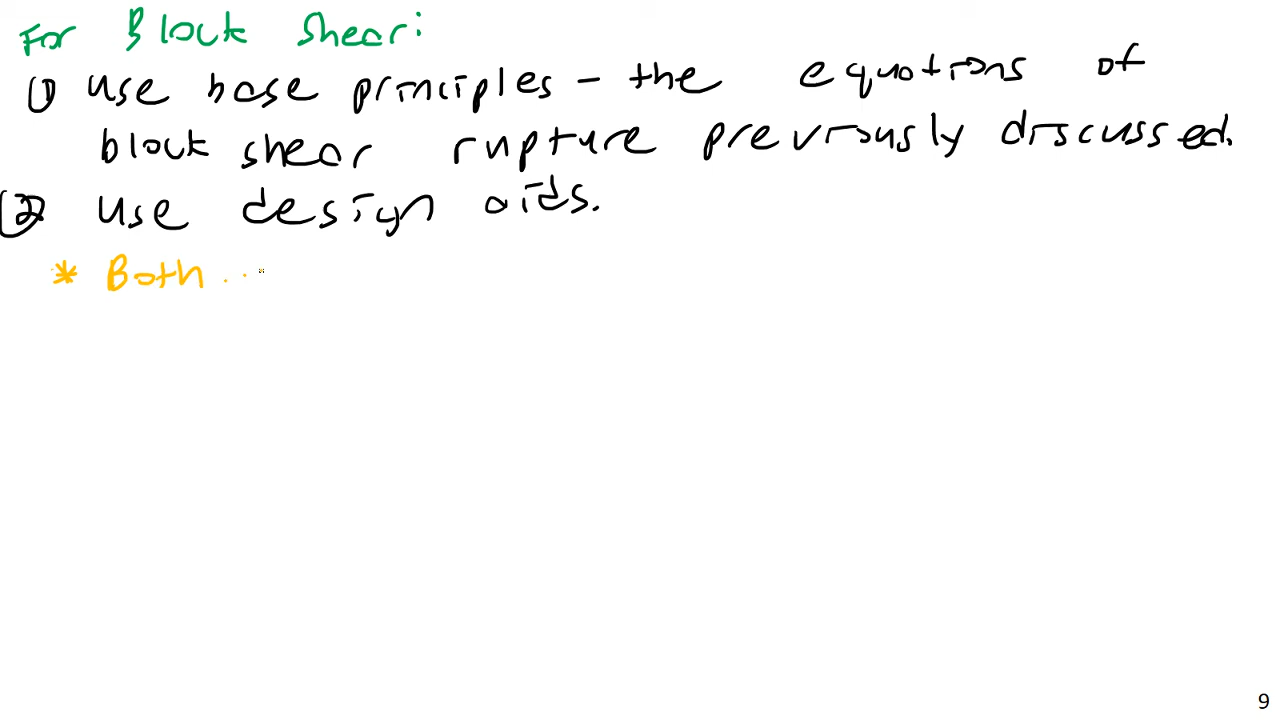 For Block Shear:
(1) use base principles - the equations of
block shear rupture previously discussed.
(2) use design aids.
* Both ...
9